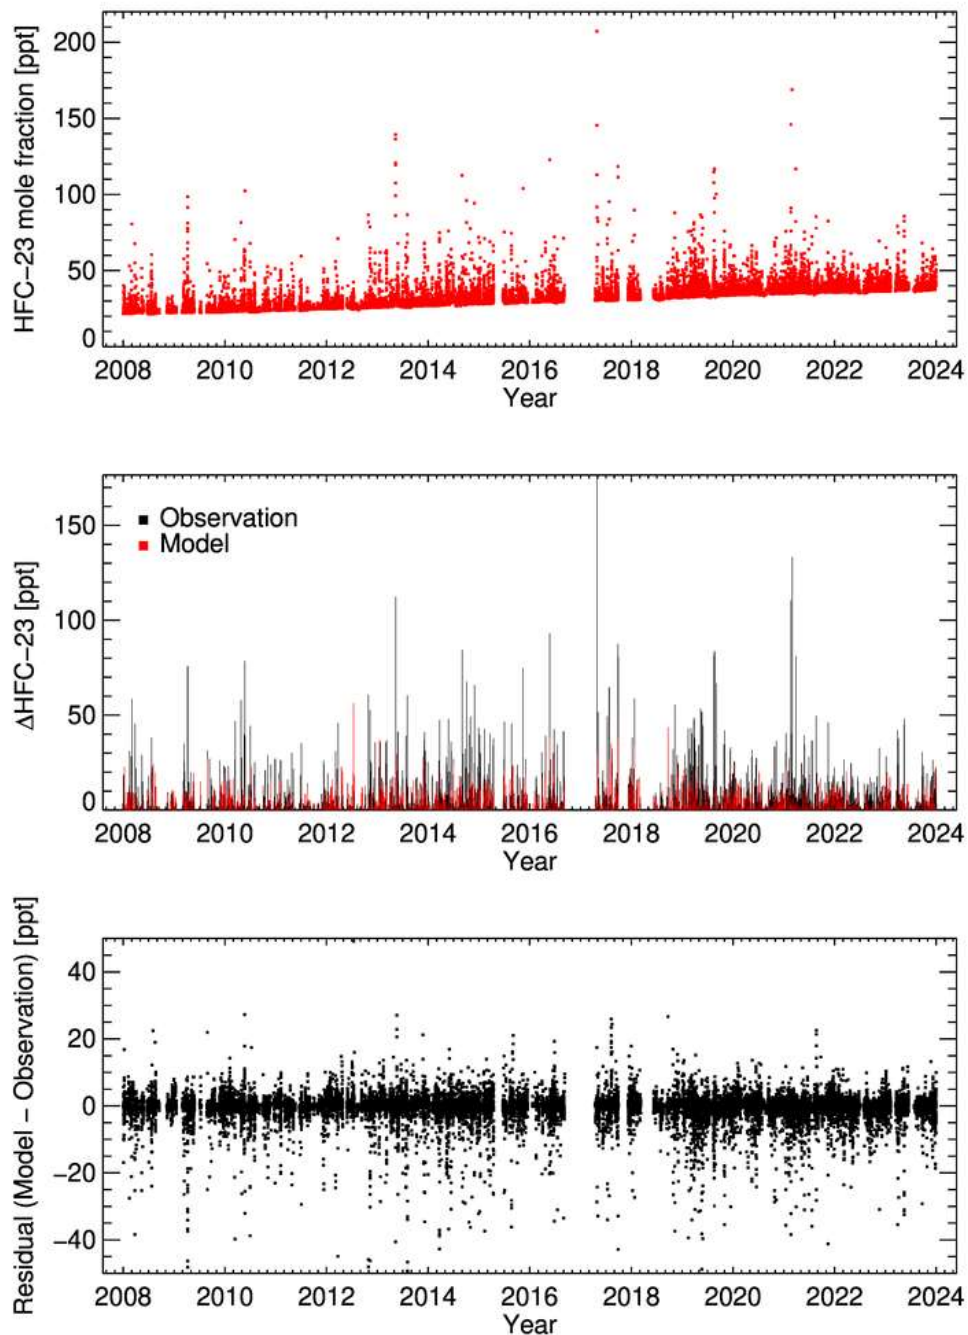 HFC−23 mole fraction [ppt]
200
150
100
50
0
2008 2010 2012 2014 2016 2018 2020 2022 2024
Year
ΔHFC−23 [ppt]
Observation
Model
150
100
50
0
2008 2010 2012 2014 2016 2018 2020 2022 2024
Year
Residual (Model − Observation) [ppt]
40
20
0
−20
−40
2008 2010 2012 2014 2016 2018 2020 2022 2024
Year